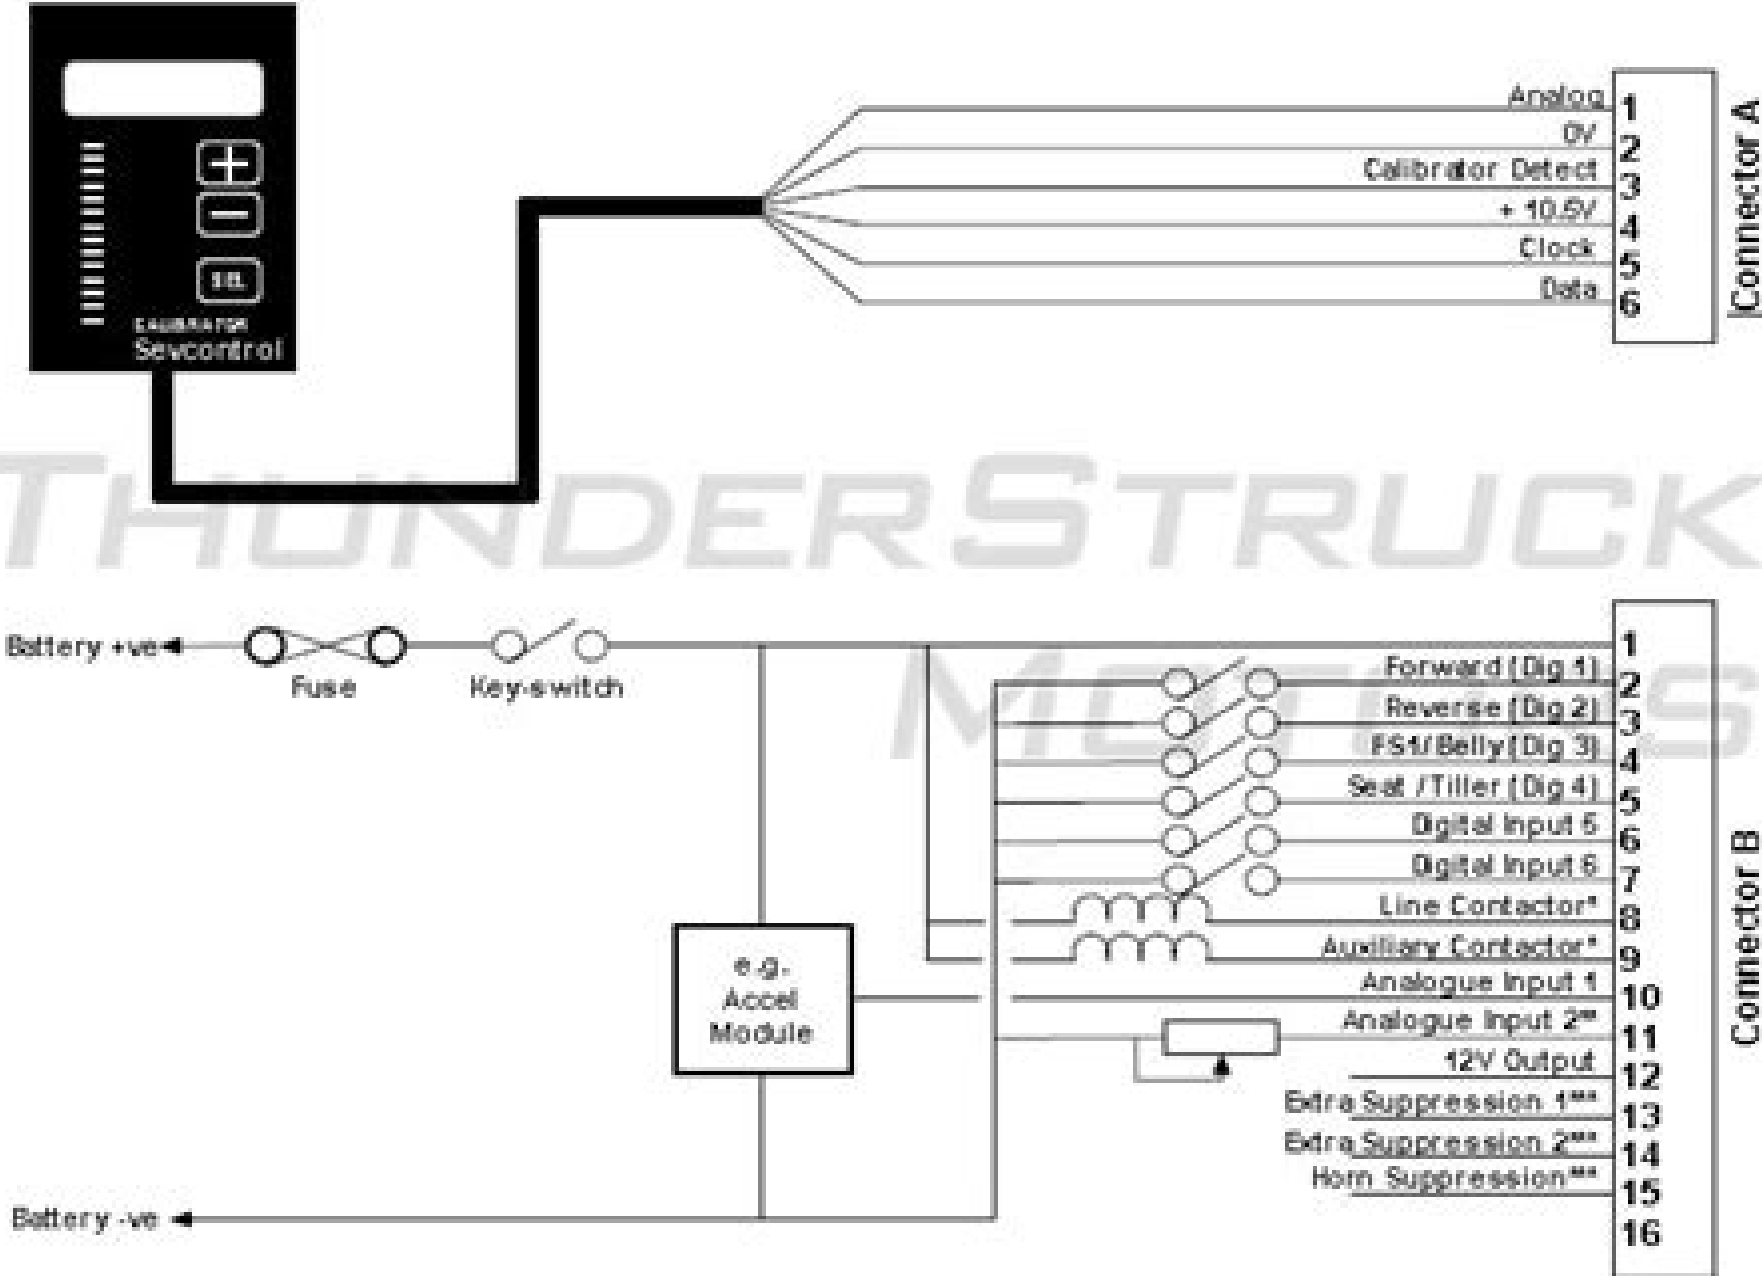 SEL
CALIBRATOR
Sevcontrol
Analog 1
0V 2
Calibrator Detect 3
+ 10.5V 4
Clock 5
Data 6
Connector A
THUNDERSTRUCK
MOTORS
Battery +ve
Fuse
Key-switch
1
Forward (Dig 1) 2
Reverse (Dig 2) 3
FS1/Belly (Dig 3) 4
Seat /Tiller (Dig 4) 5
Digital Input 5 6
Digital Input 6 7
Line Contactor* 8
Auxiliary Contactor* 9
Analogue Input 1 10
Analogue Input 2** 11
12V Output 12
Extra Suppression 1*** 13
Extra Suppression 2*** 14
Horn Suppression*** 15
16
Connector B
e.g.
Accel
Module
Battery -ve